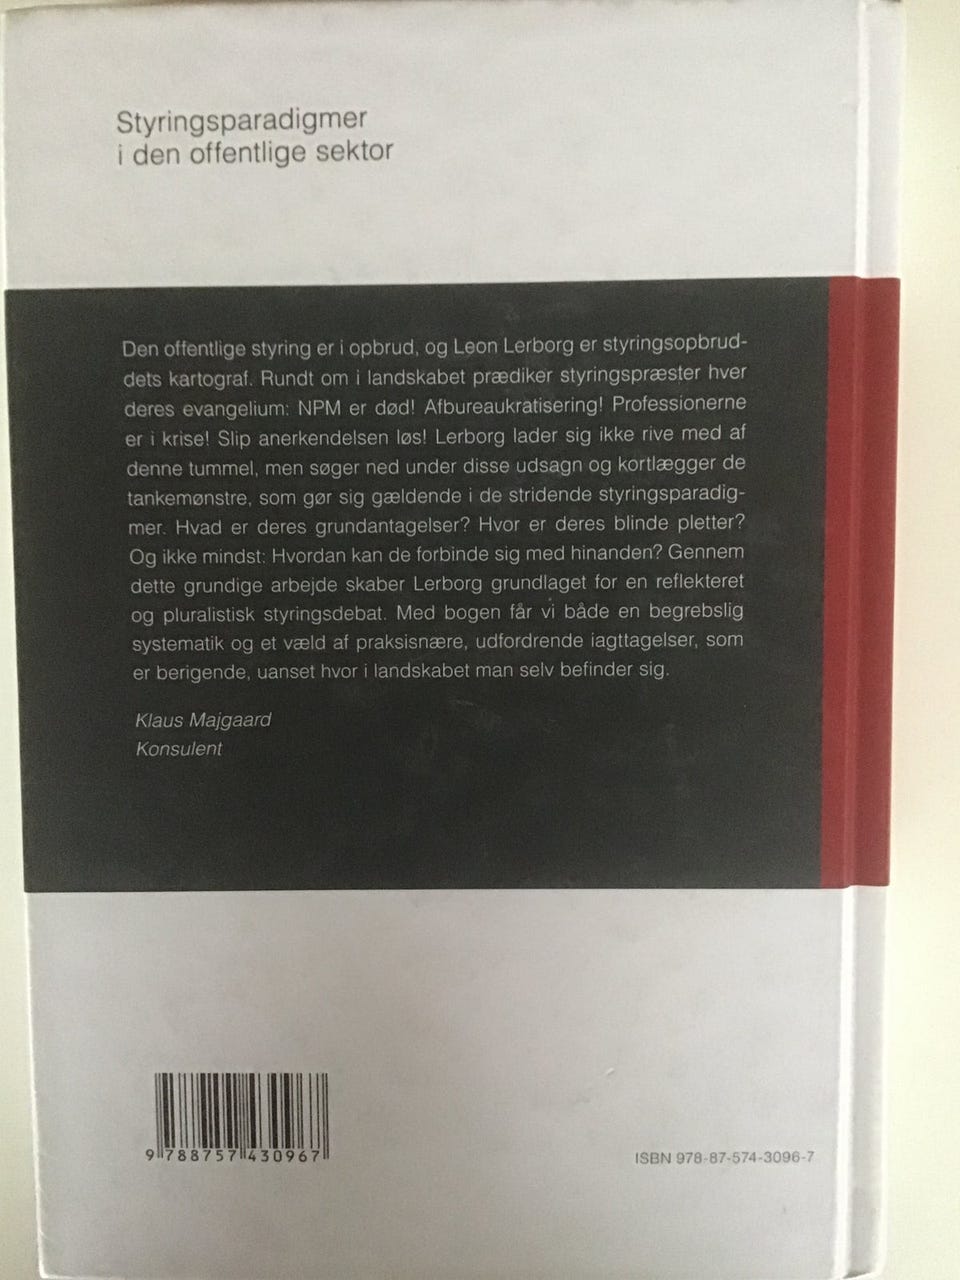 Styringsparadigmer
i den offentlige sektor
Den offentlige styring er i opbrud, og Leon Lerborg er styringsopbrud-
dets kartograf. Rundt om i landskabet prædiker styringspræster hver
deres evangelium: NPM er død! Afbureaukratisering! Professionerne
er i krise! Slip anerkendelsen løs! Lerborg lader sig ikke rive med af
denne tummel, men søger ned under disse udsagn og kortlægger de
tankemønstre, som gør sig gældende i de stridende styringsparadig-
mer. Hvad er deres grundantagelser? Hvor er deres blinde pletter?
Og ikke mindst: Hvordan kan de forbinde sig med hinanden? Gennem
dette grundige arbejde skaber Lerborg grundlaget for en reflekteret
og pluralistisk styringsdebat. Med bogen får vi både en begrebslig
systematik og et væld af praksisnære, udfordrende iagttagelser, som
er berigende, uanset hvor i landskabet man selv befinder sig.
Klaus Majgaard
Konsulent
9 788757 430967
ISBN 978-87-574-3096-7